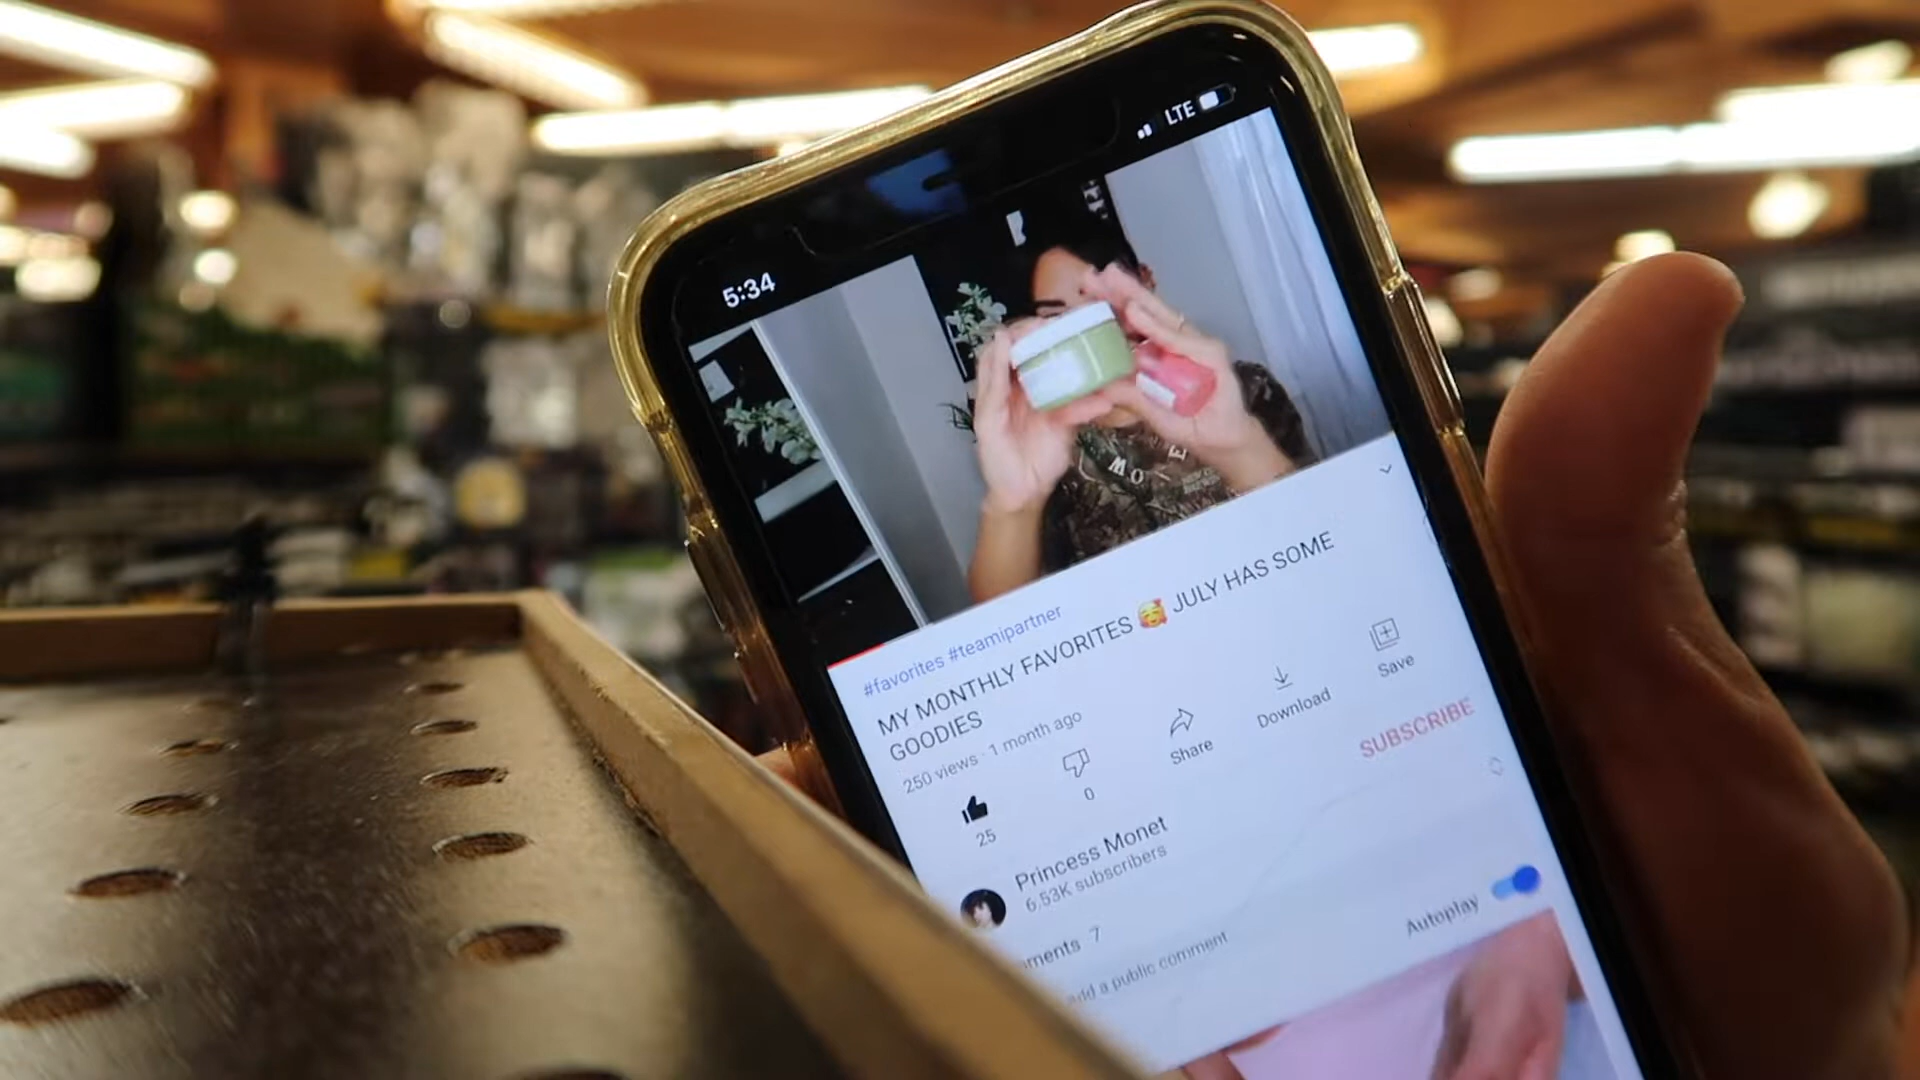 5:34
LTE
#favorites #teamipartner
MY MONTHLY FAVORITES 🥰 JULY HAS SOME
GOODIES
250 views · 1 month ago
25
0
Share
Download
Save
Princess Monet
6.53K subscribers
SUBSCRIBE
ments 7
Autoplay
add a public comment